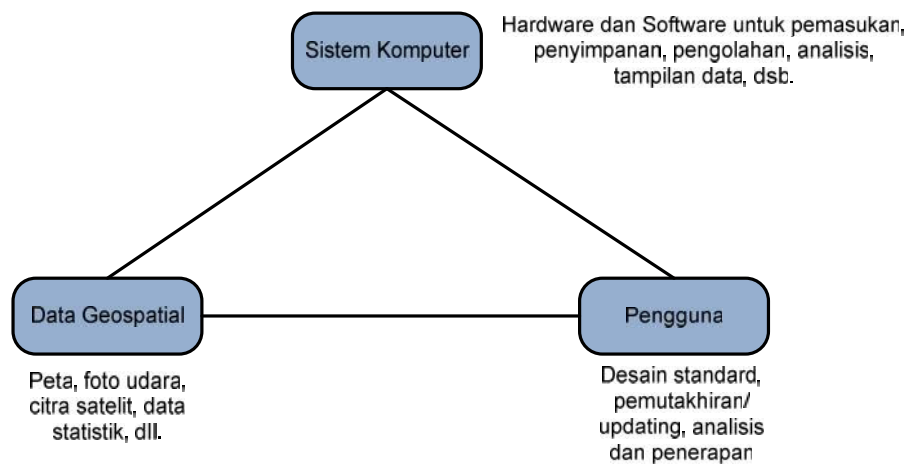 Sistem Komputer
Hardware dan Software untuk pemasukan,
penyimpanan, pengolahan, analisis,
tampilan data, dsb.
Data Geospatial
Peta, foto udara,
citra satelit, data
statistik, dll.
Pengguna
Desain standard,
pemutakhiran/
updating, analisis
dan penerapan